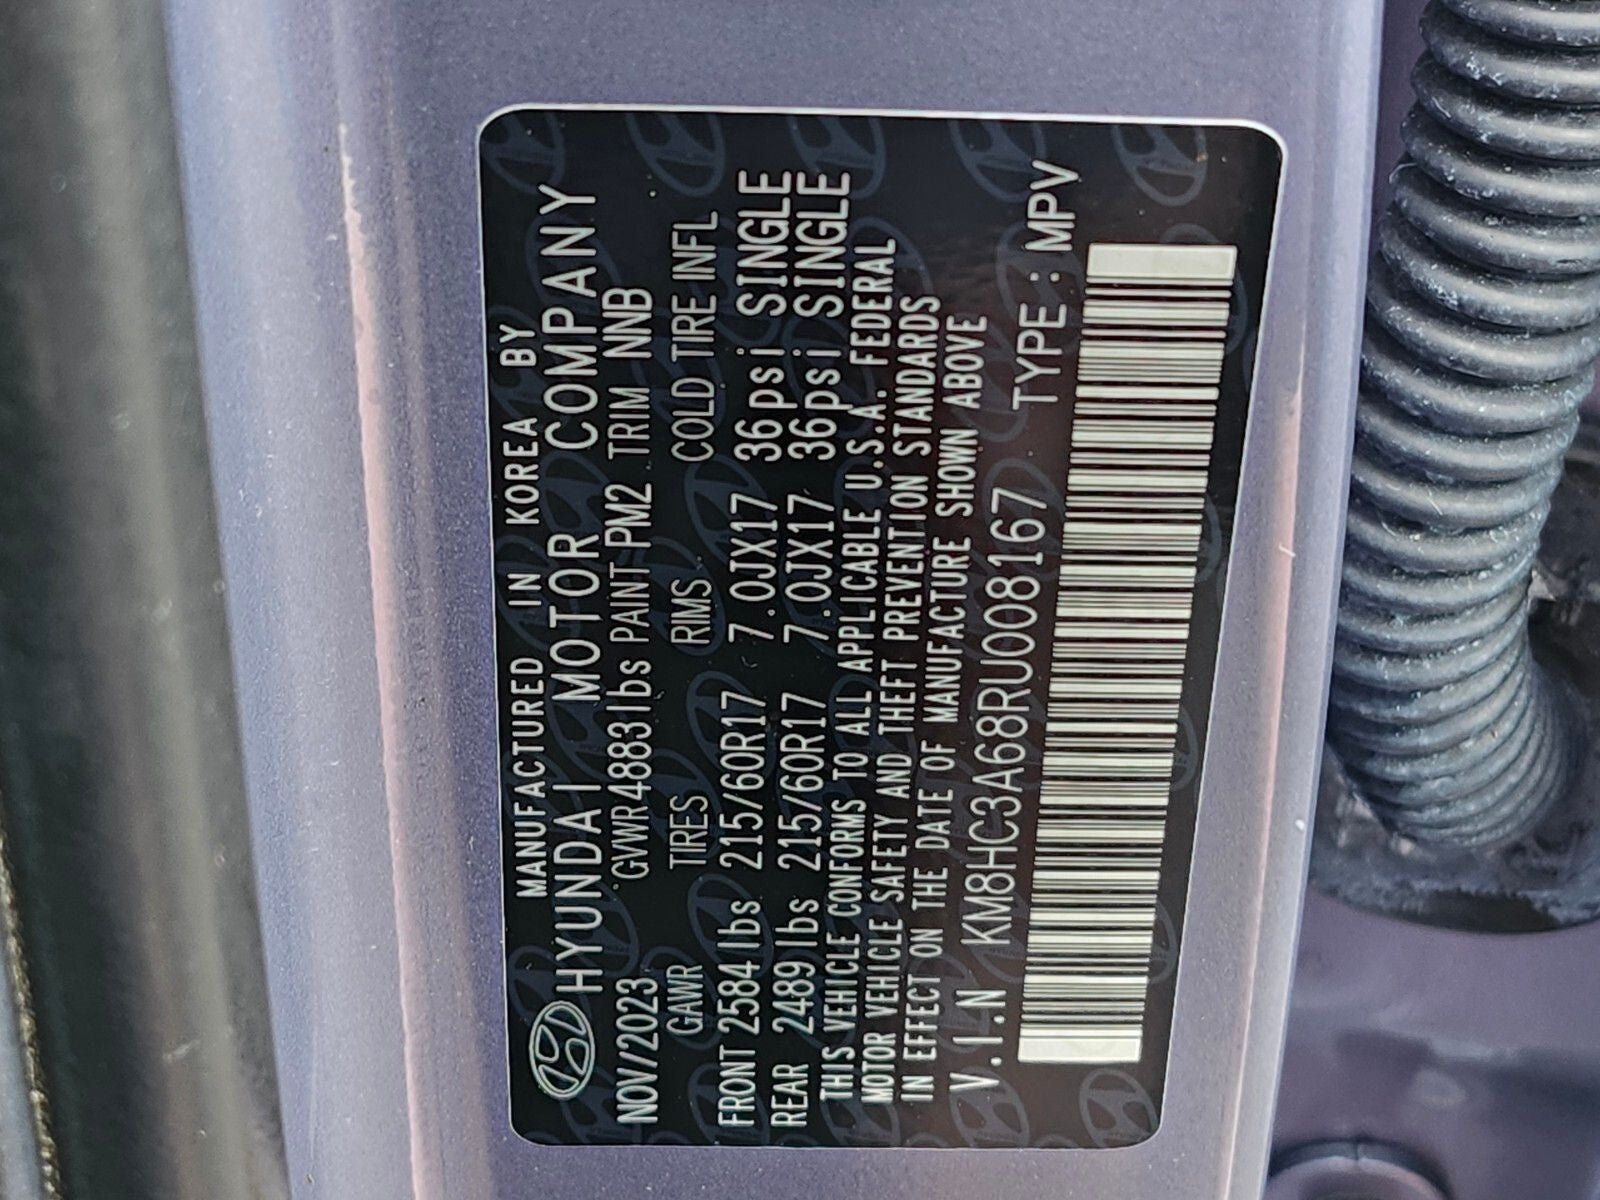 MANUFACTURED IN KOREA BY
HYUNDAI MOTOR COMPANY
NOV/2023 GVWR4883lbs PAINT PM2 TRIM NNB
GAWR TIRES RIMS COLD TIRE INFL
FRONT 2584lbs 215/60R17 7.0JX17 36psi SINGLE
REAR 2489lbs 215/60R17 7.0JX17 36psi SINGLE
THIS VEHICLE CONFORMS TO ALL APPLICABLE U.S.A. FEDERAL
MOTOR VEHICLE SAFETY AND THEFT PREVENTION STANDARDS
IN EFFECT ON THE DATE OF MANUFACTURE SHOWN ABOVE
V.I.N KM8HC3A68RU008167 TYPE : MPV